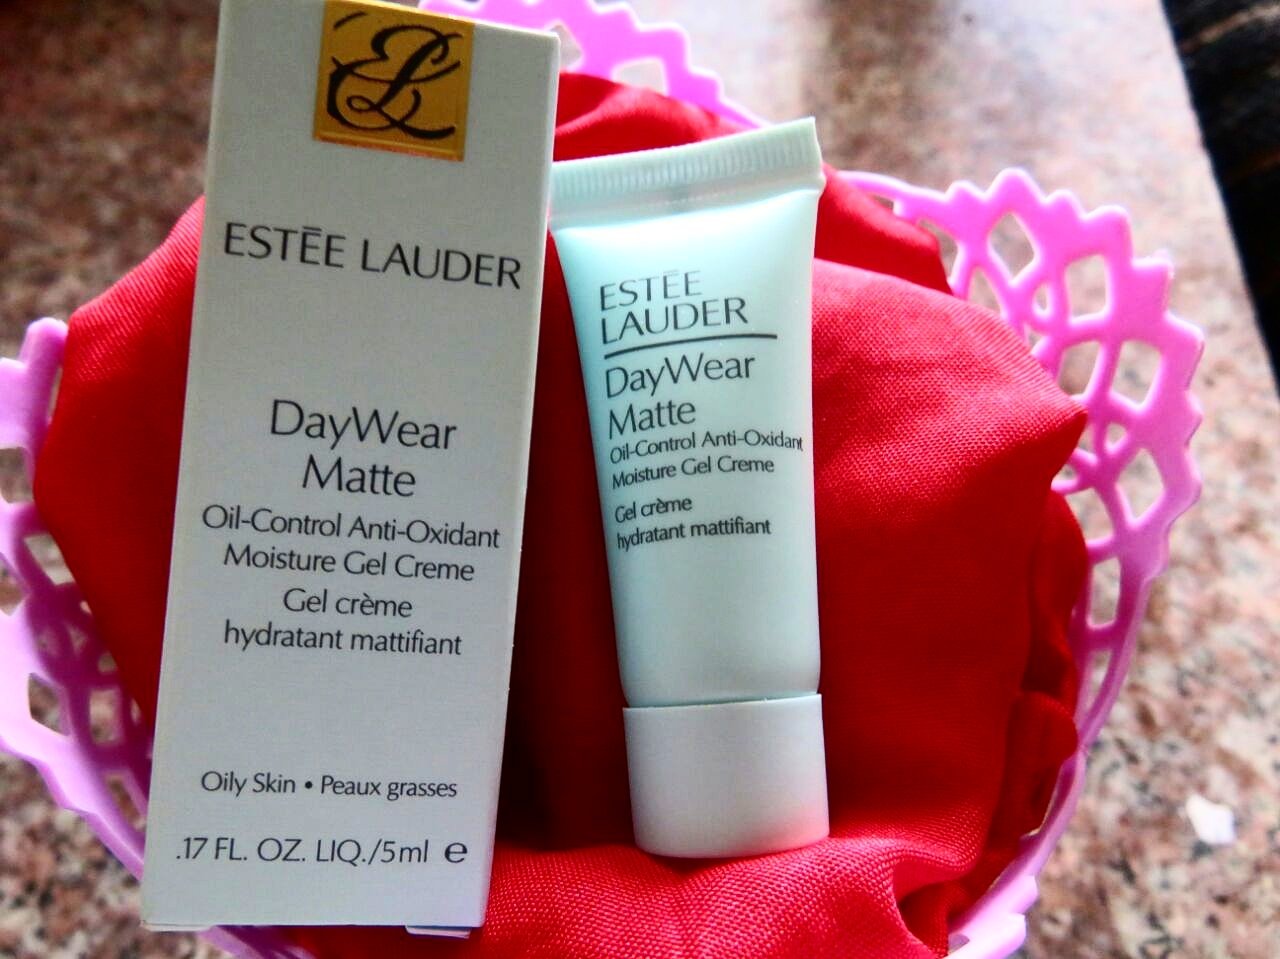 EL
ESTĒE LAUDER
DayWear
Matte
Oil-Control Anti-Oxidant
Moisture Gel Creme
Gel crème
hydratant mattifiant
Oily Skin • Peaux grasses
.17 FL. OZ. LIQ./5ml e
ESTĒE
LAUDER
DayWear
Matte
Oil-Control Anti-Oxidant
Moisture Gel Creme
Gel crème
hydratant mattifiant